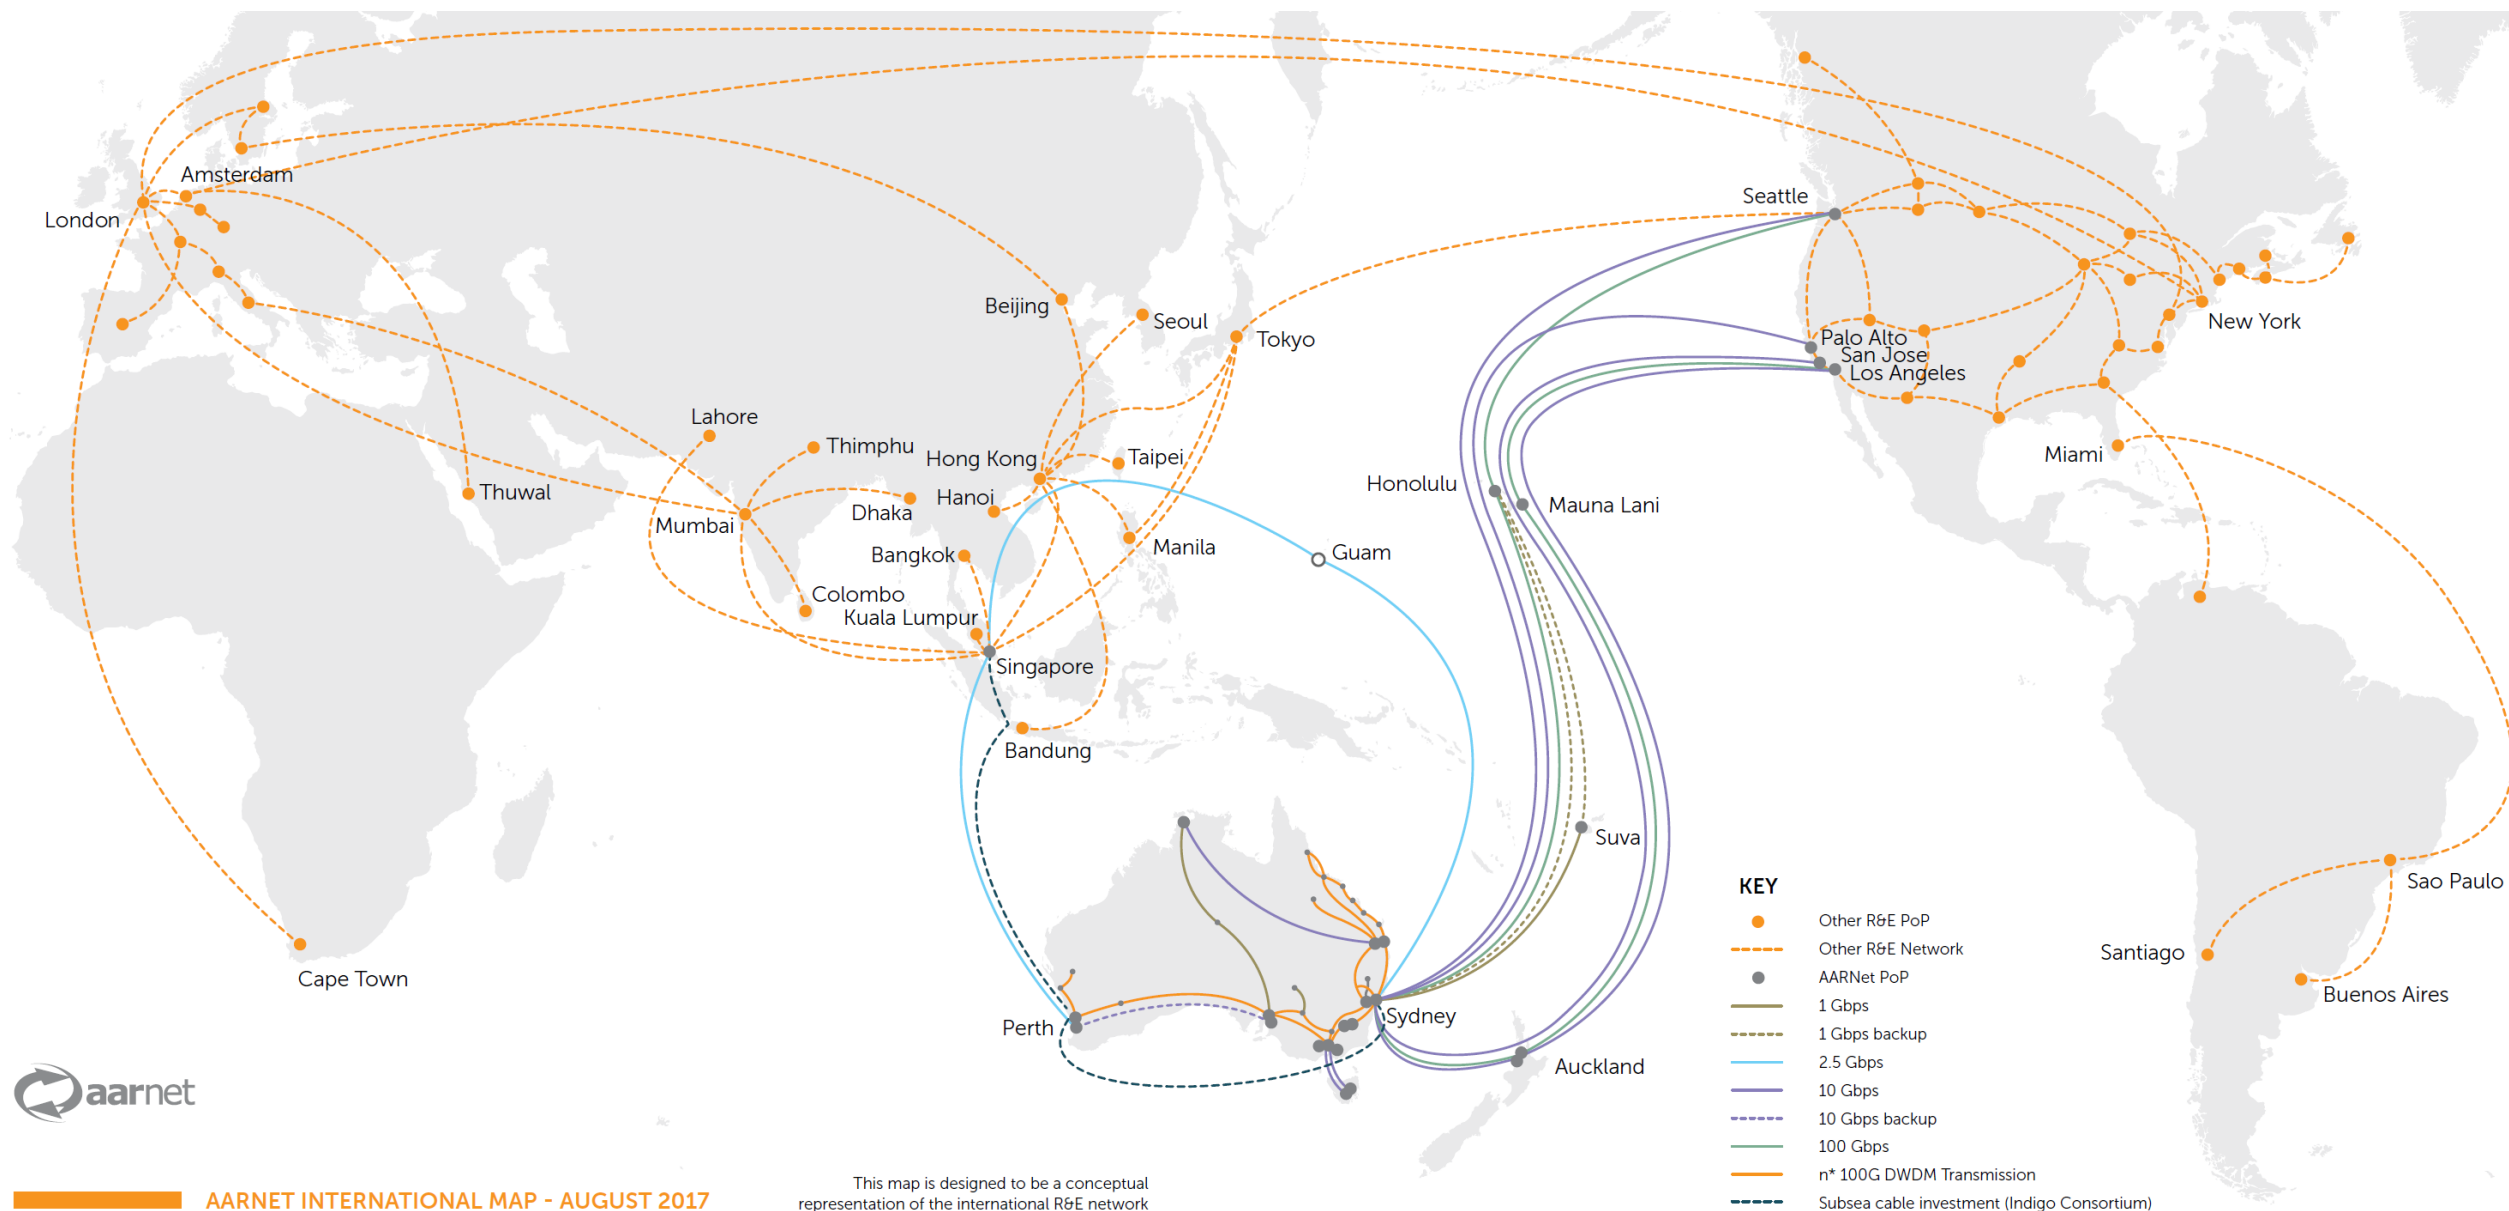 Amsterdam
London
Seattle
Beijing
Seoul
Tokyo
New York
Palo Alto
San Jose
Los Angeles
Lahore
Thimphu
Hong Kong
Taipei
Miami
Thuwal
Hanoi
Honolulu
Mauna Lani
Mumbai
Dhaka
Bangkok
Manila
Guam
Colombo
Kuala Lumpur
Singapore
Bandung
Suva
Sao Paulo
Cape Town
Santiago
Buenos Aires
Perth
Sydney
Auckland
KEY
Other R&E PoP
Other R&E Network
AARNet PoP
1 Gbps
1 Gbps backup
2.5 Gbps
10 Gbps
10 Gbps backup
100 Gbps
n* 100G DWDM Transmission
Subsea cable investment (Indigo Consortium)
aarnet
AARNET INTERNATIONAL MAP - AUGUST 2017
This map is designed to be a conceptual
representation of the international R&E network